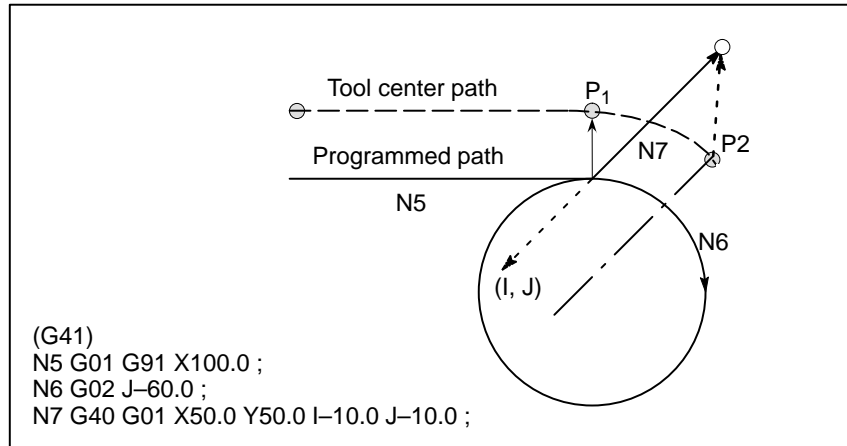 Tool center path
P1
Programmed path
N7
P2
N5
N6
(I, J)
(G41)
N5 G01 G91 X100.0 ;
N6 G02 J–60.0 ;
N7 G40 G01 X50.0 Y50.0 I–10.0 J–10.0 ;